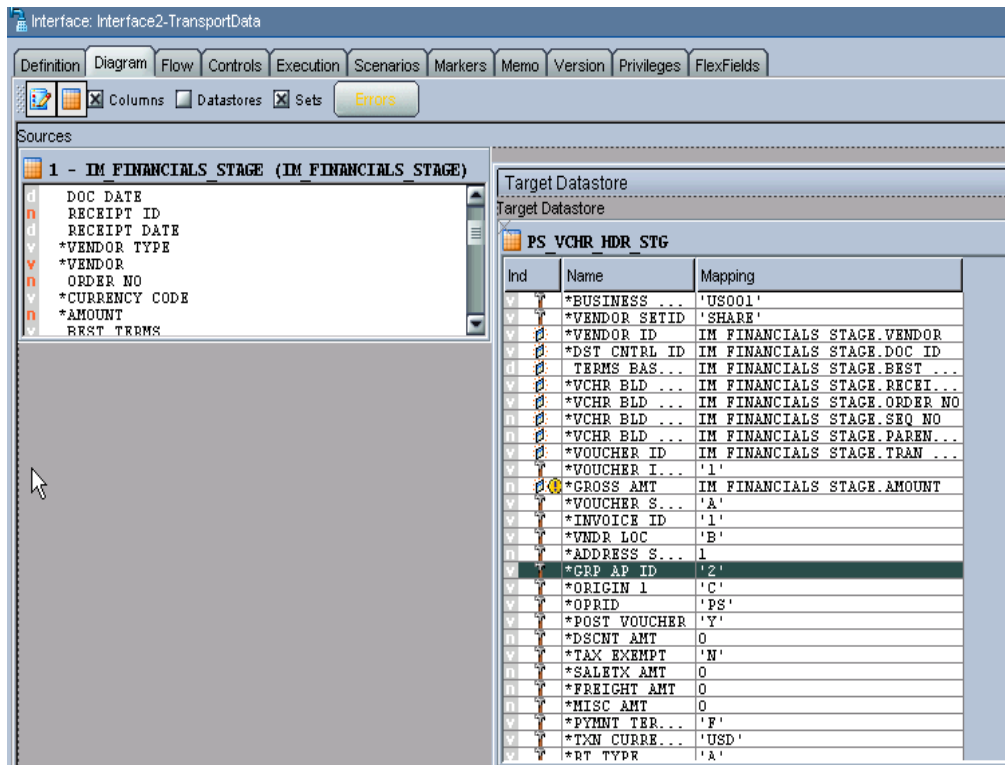 Interface: Interface2-TransportData
Definition Diagram Flow Controls Execution Scenarios Markers Memo Version Privileges FlexFields
Columns Datastores Sets Errors
Sources
1 - IM_FINANCIALS_STAGE (IM_FINANCIALS_STAGE)
d DOC DATE
n RECEIPT ID
d RECEIPT DATE
v *VENDOR TYPE
v *VENDOR
n ORDER NO
v *CURRENCY CODE
n *AMOUNT
v BEST TERMS
Target Datastore
Target Datastore
PS_VCHR_HDR_STG
Ind Name Mapping
v *BUSINESS ... 'US001'
v *VENDOR SETID 'SHARE'
v *VENDOR ID IM FINANCIALS STAGE.VENDOR
v *DST CNTRL ID IM FINANCIALS STAGE.DOC ID
d TERMS BAS... IM FINANCIALS STAGE.BEST ...
v *VCHR BLD ... IM FINANCIALS STAGE.RECEI...
v *VCHR BLD ... IM FINANCIALS STAGE.ORDER NO
n *VCHR BLD ... IM FINANCIALS STAGE.SEQ NO
n *VCHR BLD ... IM FINANCIALS STAGE.PAREN...
v *VOUCHER ID IM FINANCIALS STAGE.TRAN ...
v *VOUCHER I... '1'
n *GROSS AMT IM FINANCIALS STAGE.AMOUNT
v *VOUCHER S... 'A'
v *INVOICE ID '1'
v *VNDR LOC 'B'
n *ADDRESS S... 1
v *GRP AP ID '2'
v *ORIGIN 1 'C'
v *OPRID 'PS'
v *POST VOUCHER 'Y'
n *DSCNT AMT 0
v *TAX EXEMPT 'N'
n *SALETX AMT 0
n *FREIGHT AMT 0
n *MISC AMT 0
v *PYMNT TER... 'F'
v *TXN CURRE... 'USD'
v *RT TYPE 'A'